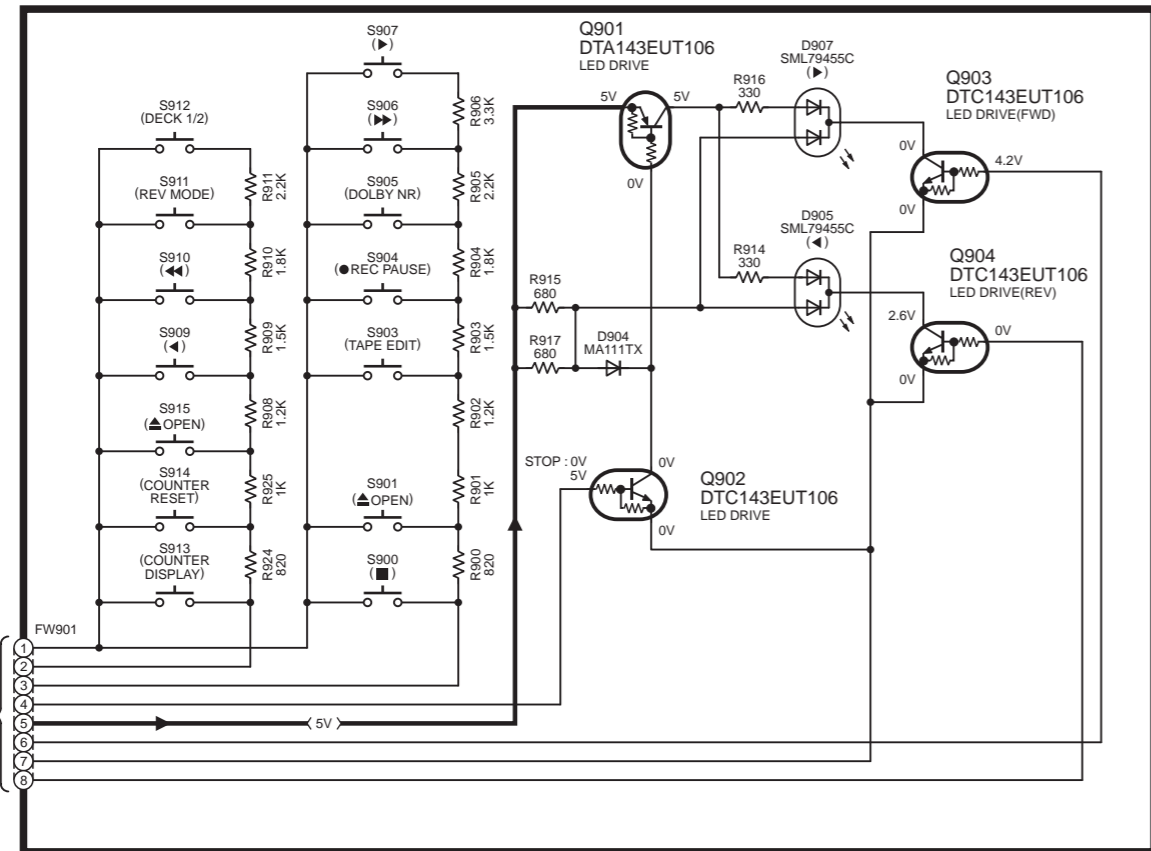 S907
(▶)
R906
3.3K
S906
(▶▶)
S912
(DECK 1/2)
R911
2.2K
S905
(DOLBY NR)
R905
2.2K
S911
(REV MODE)
R910
1.8K
S904
(●REC PAUSE)
R904
1.8K
S910
(◀◀)
R909
1.5K
S903
(TAPE EDIT)
R903
1.5K
S909
(◀)
R908
1.2K
R902
1.2K
S915
(⏏OPEN)
R925
1K
S901
(⏏OPEN)
R901
1K
S914
(COUNTER
RESET)
R924
820
S900
(■)
R900
820
S913
(COUNTER
DISPLAY)
Q901
DTA143EUT106
LED DRIVE
5V
5V
0V
R916
330
D907
SML79455C
(▶)
Q903
DTC143EUT106
LED DRIVE(FWD)
0V
4.2V
0V
R914
330
D905
SML79455C
(◀)
Q904
DTC143EUT106
LED DRIVE(REV)
2.6V
0V
0V
R915
680
R917
680
D904
MA111TX
STOP : 0V
5V
0V
0V
Q902
DTC143EUT106
LED DRIVE
FW901
1
2
3
4
5
5V
6
7
8